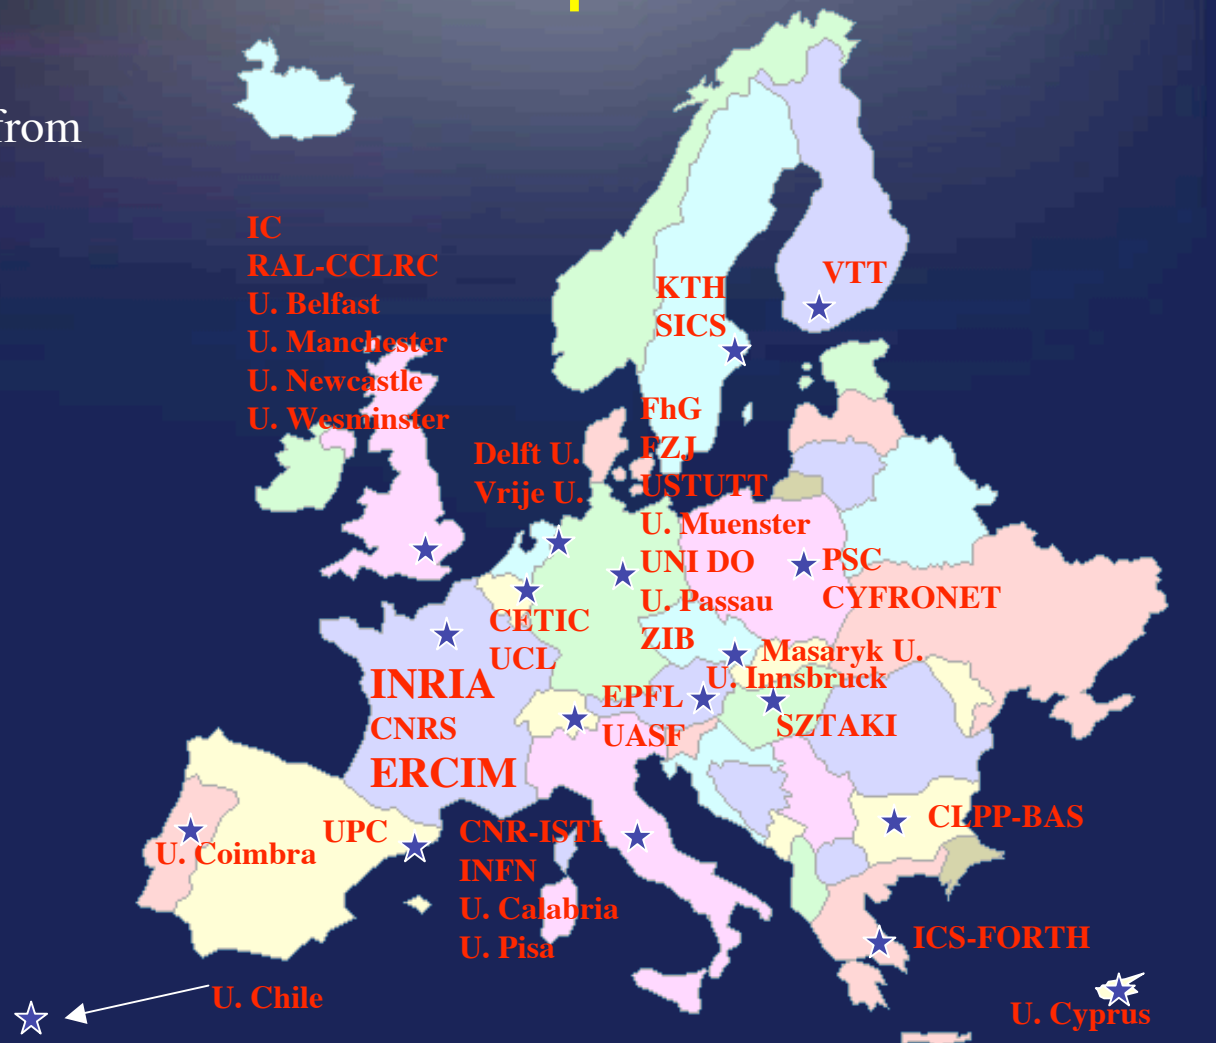 from
IC
RAL-CCLRC
U. Belfast
U. Manchester
U. Newcastle
U. Wesminster
KTH
SICS
VTT
Delft U.
Vrije U.
FhG
FZJ
USTUTT
U. Muenster
UNI DO
U. Passau
ZIB
PSC
CYFRONET
CETIC
UCL
Masaryk U.
U. Innsbruck
INRIA
CNRS
ERCIM
EPFL
UASF
SZTAKI
U. Coimbra
UPC
CNR-ISTI
INFN
U. Calabria
U. Pisa
CLPP-BAS
ICS-FORTH
U. Chile
U. Cyprus